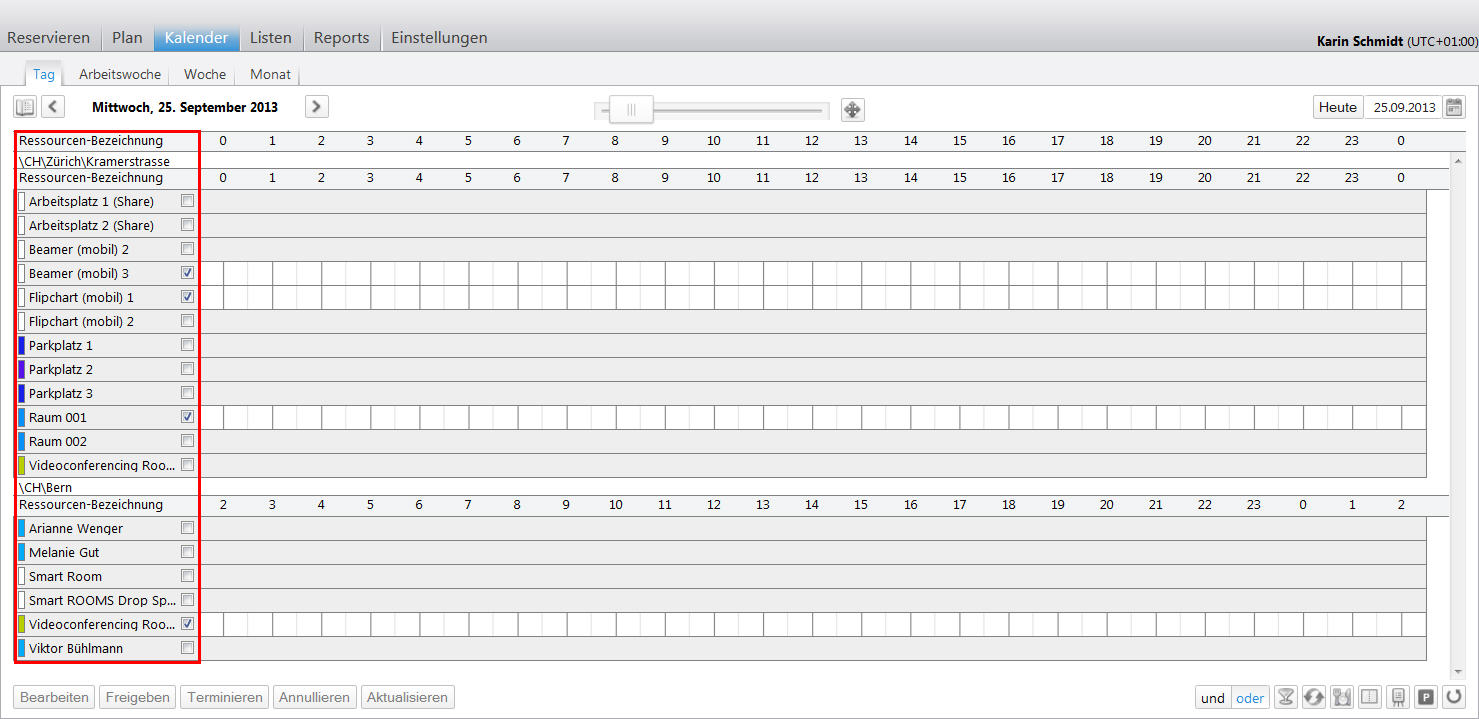 Reservieren Plan Kalender Listen Reports Einstellungen
Karin Schmidt (UTC+01:00)
Tag Arbeitswoche Woche Monat
Mittwoch, 25. September 2013 Heute 25.09.2013
Ressourcen-Bezeichnung 0 1 2 3 4 5 6 7 8 9 10 11 12 13 14 15 16 17 18 19 20 21 22 23 0
\CH\Zürich\Kramerstrasse
Ressourcen-Bezeichnung 0 1 2 3 4 5 6 7 8 9 10 11 12 13 14 15 16 17 18 19 20 21 22 23 0
Arbeitsplatz 1 (Share)
Arbeitsplatz 2 (Share)
Beamer (mobil) 2
Beamer (mobil) 3
Flipchart (mobil) 1
Flipchart (mobil) 2
Parkplatz 1
Parkplatz 2
Parkplatz 3
Raum 001
Raum 002
Videoconferencing Roo...
\CH\Bern
Ressourcen-Bezeichnung 2 3 4 5 6 7 8 9 10 11 12 13 14 15 16 17 18 19 20 21 22 23 0 1 2
Arianne Wenger
Melanie Gut
Smart Room
Smart ROOMS Drop Sp...
Videoconferencing Roo...
Viktor Bühlmann
Bearbeiten Freigeben Terminieren Annullieren Aktualisieren und oder P